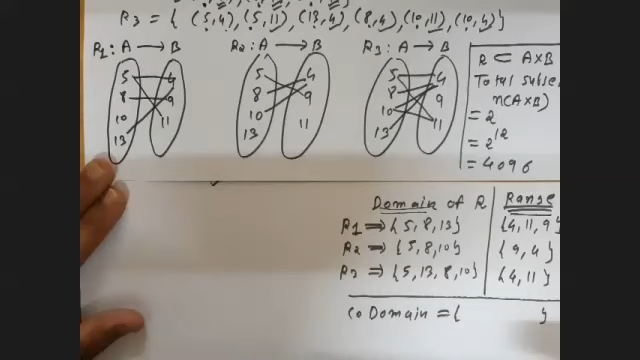 R3 = { (5,4), (5,11), (13,4), (8,4), (10,11), (10,4)}
R1 : A → B
5 4
8 9
10 11
13
R2 : A → B
5 4
8 9
10 11
13
R3 : A → B
5 4
8 9
10 11
13
R ⊂ A×B
Total subse
n(A×B)
= 2
= 2^12
= 4096
Domain of R | Range
R1 ⇒ {5, 8, 13} | {4, 11, 9}
R2 ⇒ {5, 8, 10} | {9, 4}
R3 ⇒ {5, 13, 8, 10} | {4, 11}
Co Domain = { }